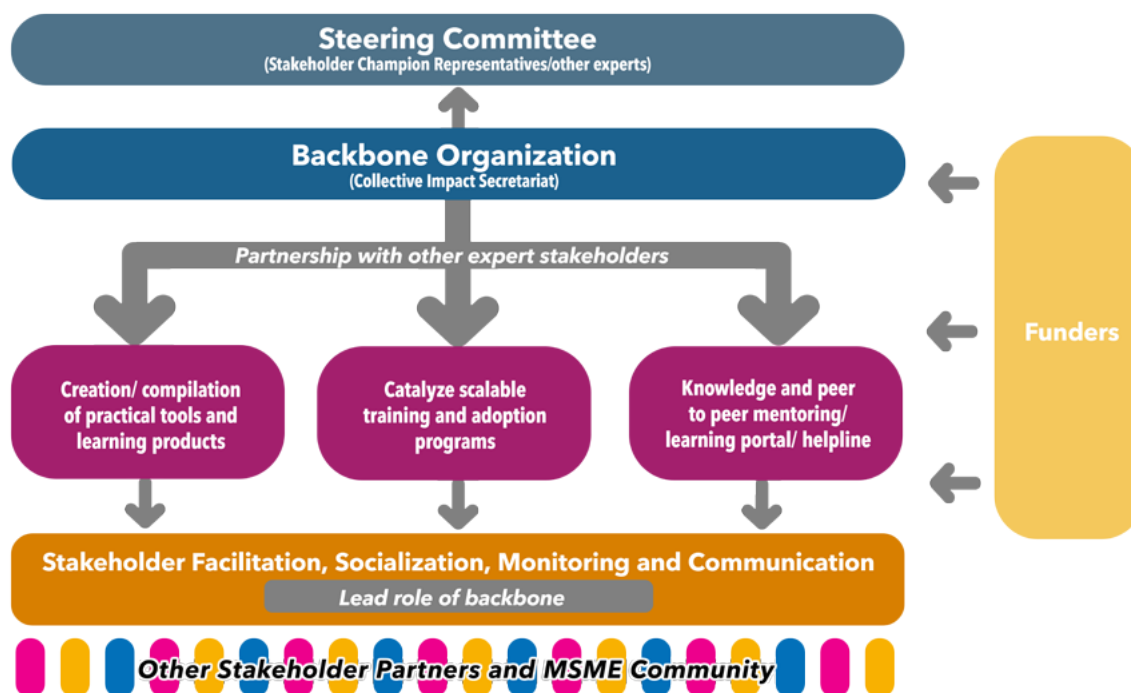 Steering Committee
(Stakeholder Champion Representatives/other experts)
Backbone Organization
(Collective Impact Secretariat)
Partnership with other expert stakeholders
Creation/ compilation
of practical tools and
learning products
Catalyze scalable
training and adoption
programs
Knowledge and peer
to peer mentoring/
learning portal/ helpline
Funders
Stakeholder Facilitation, Socialization, Monitoring and Communication
Lead role of backbone
Other Stakeholder Partners and MSME Community